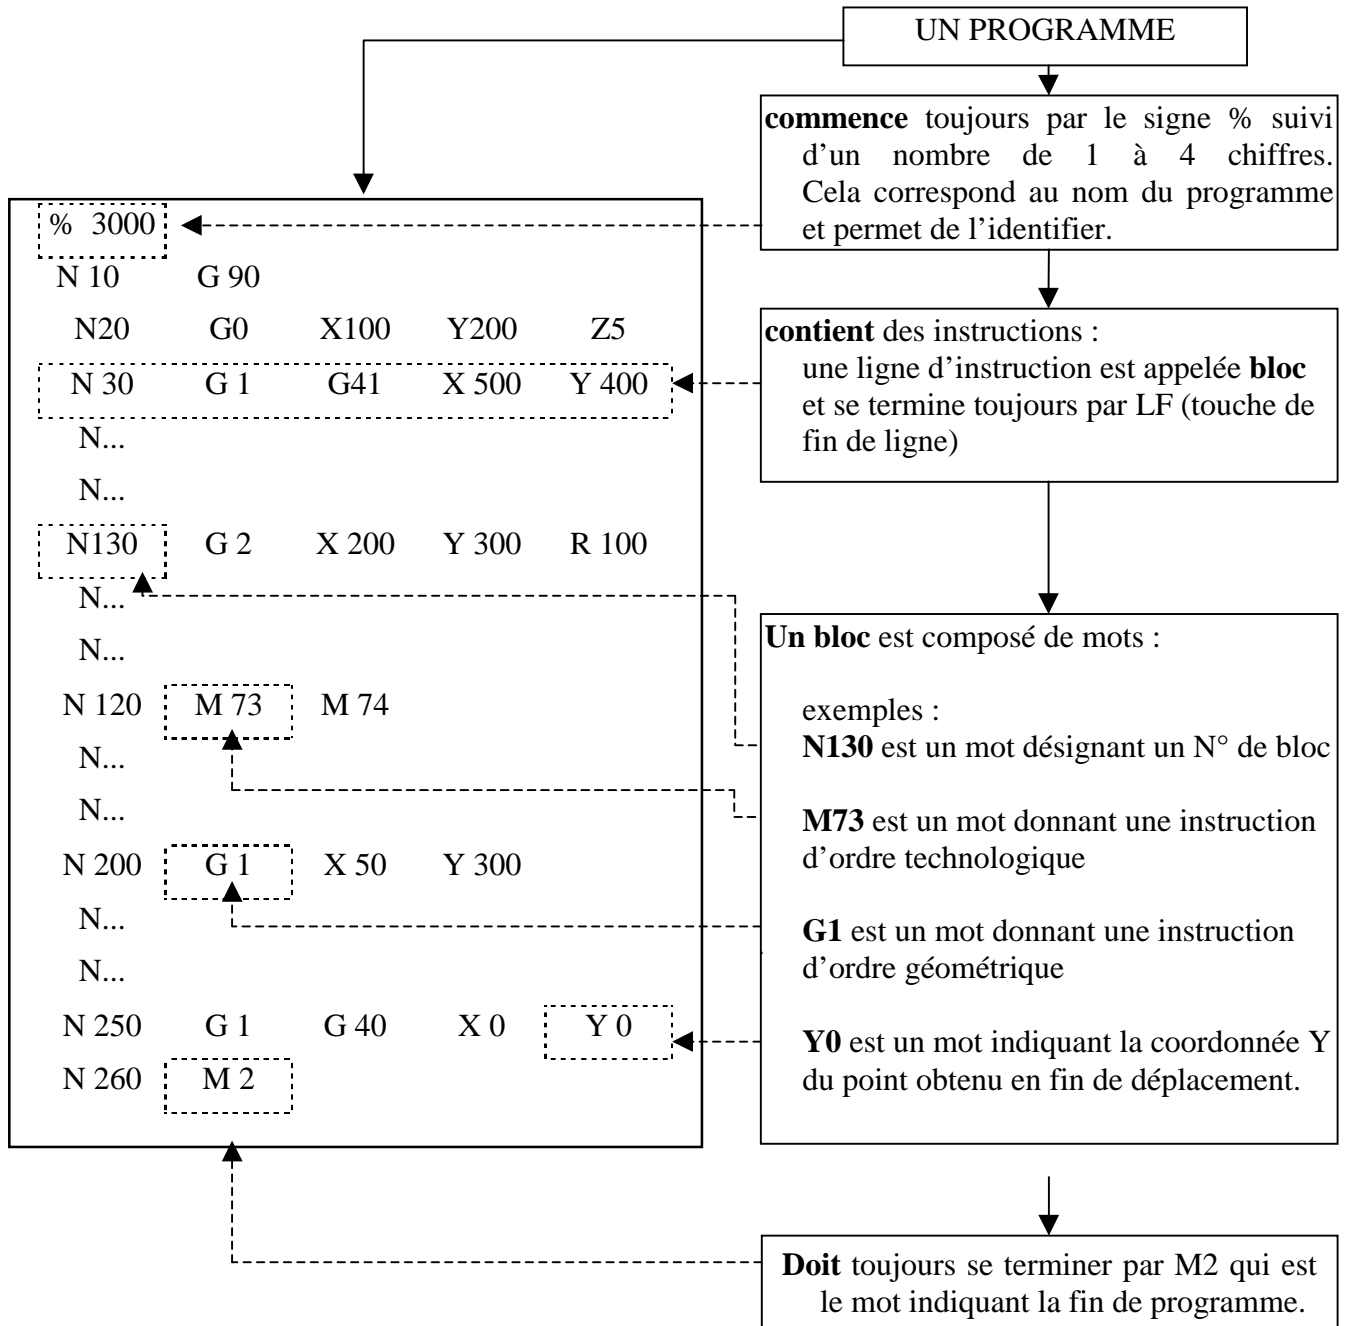 UN PROGRAMME
commence toujours par le signe % suivi
d'un nombre de 1 à 4 chiffres.
Cela correspond au nom du programme
et permet de l'identifier.
% 3000
N 10 G 90
N20 G0 X100 Y200 Z5
N 30 G 1 G41 X 500 Y 400
N...
N...
N130 G 2 X 200 Y 300 R 100
N...
N...
N 120 M 73 M 74
N...
N...
N 200 G 1 X 50 Y 300
N...
N...
N 250 G 1 G 40 X 0 Y 0
N 260 M 2
contient des instructions :
une ligne d'instruction est appelée bloc
et se termine toujours par LF (touche de
fin de ligne)
Un bloc est composé de mots :
exemples :
N130 est un mot désignant un N° de bloc
M73 est un mot donnant une instruction
d'ordre technologique
G1 est un mot donnant une instruction
d'ordre géométrique
Y0 est un mot indiquant la coordonnée Y
du point obtenu en fin de déplacement.
Doit toujours se terminer par M2 qui est
le mot indiquant la fin de programme.